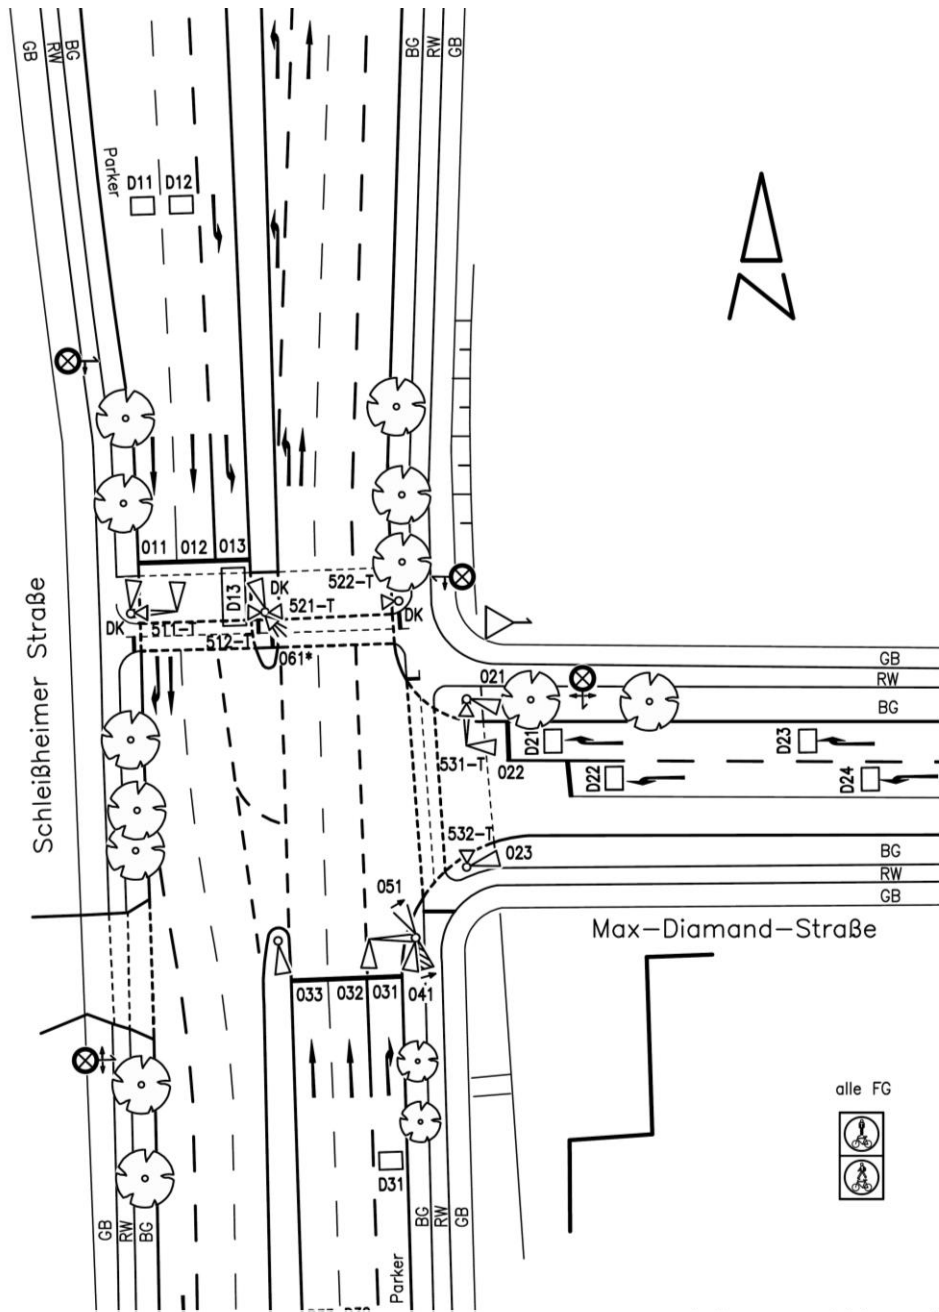 GB
RW
BG
BG
RW
GB
Parker
D11 D12
N
011 012 013
D13
DK
522-T
521-T
DK
DK
511-T
512-T
061*
Schleißheimer Straße
021
GB
RW
BG
D21
D23
531-T
022
D22
D24
532-T
023
BG
RW
GB
051
Max-Diamand-Straße
033 032 031
041
alle FG
D31
GB
RW
BG
BG
RW
GB
Parker